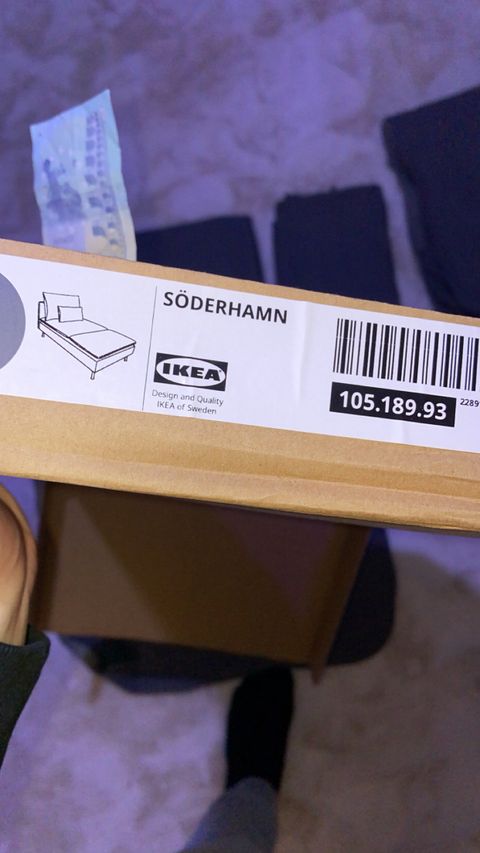 SÖDERHAMN
IKEA
Design and Quality
IKEA of Sweden
105.189.93
2289